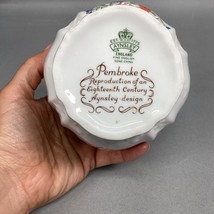 EST 1775
AYNSLEY
ENGLAND
FINE ENGLISH
BONE CHINA
Pembroke
Reproduction of an
Eighteenth Century
Aynsley design